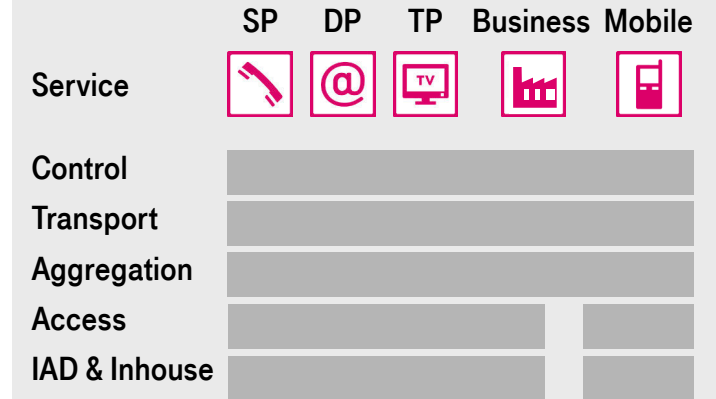 SP DP TP Business Mobile
Service
TV
Control
Transport
Aggregation
Access
IAD & Inhouse